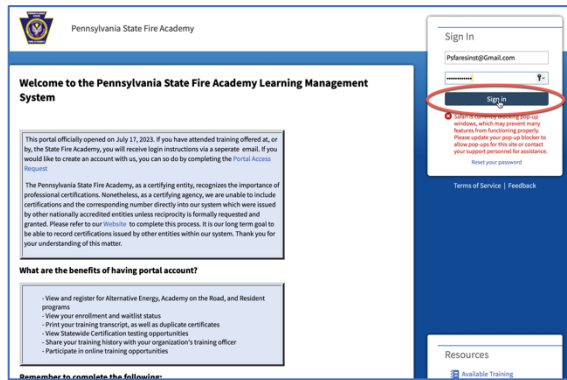 Pennsylvania State Fire Academy
Welcome to the Pennsylvania State Fire Academy Learning Management
System
This portal officially opened on July 17, 2023. If you have attended training offered at, or
by, the State Academy, you will receive login instructions via a seperate email. If you
would like to create an account with us, you can so do by completing the Portal Access
Request
The Pennsylvania State Fire Academy, as a certifying entity, recognizes the importance of
professional certifications. Nonetheless, as a certifying agency, we are unable to include
certifications and the corresponding number directly into our system which were issued
by other nationally accredited entities unless reciprocity is formally requested and
granted. Please refer to our Website to complete this process. It is our long term goal to
be able to record certifications issued by other entities within our system. Thank you for
your understanding of this matter.
What are the benefits of having portal account?
- View and register for Alternative Energy, Academy on the Road, and Resident
programs
- View your enrollment and waitlist status
- Print your training transcript, as well as duplicate certificates
- View Statewide Certification testing opportunities
- Share your training history with your organization's training officer
- Participate in online training opportunities
Remember to complete the following:
Sign In
Psfaresinst@Gmail.com
Sign in
Safari is currently blocking pop-up
windows, which may prevent many
features from functioning properly.
Please update your pop-up blocker to
allow pop-ups for this site or contact
your support personnel for assistance.
Reset your password
Terms of Service | Feedback
Resources
Available Training